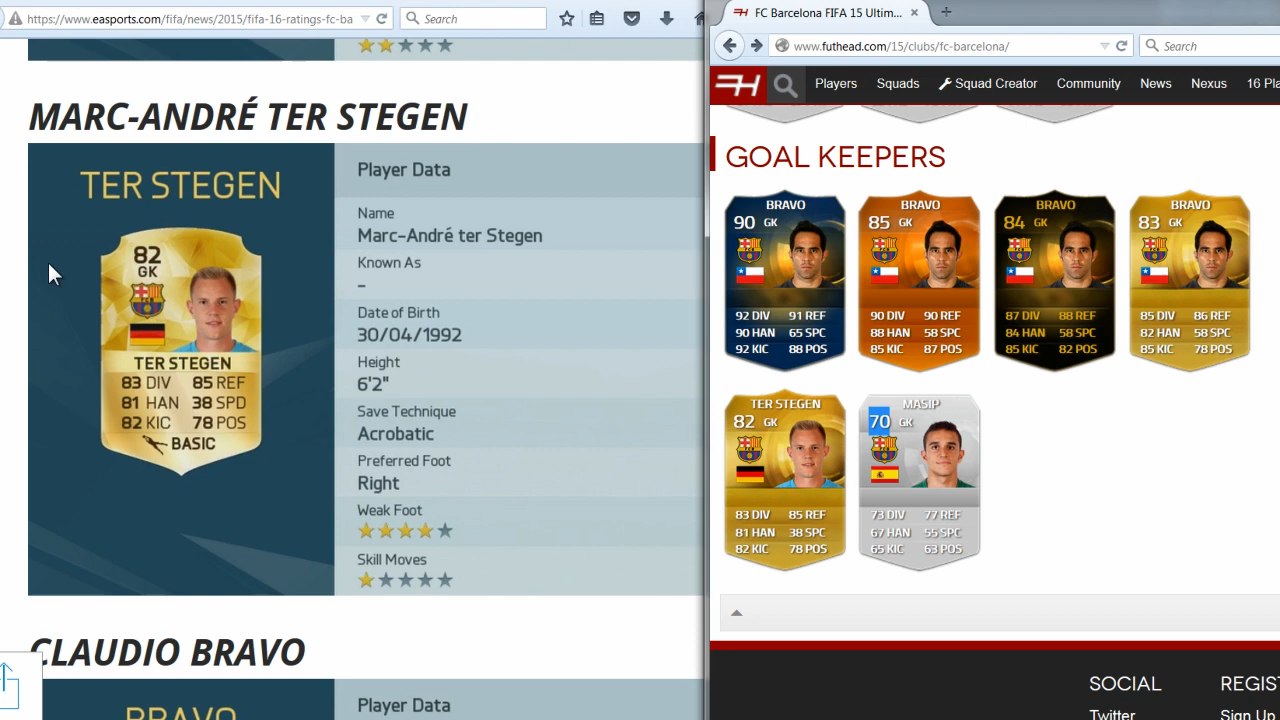 https://www.easports.com/fifa/news/2015/fifa-16-ratings-fc-ba
Search
MARC-ANDRÉ TER STEGEN
TER STEGEN
82
GK
TER STEGEN
83 DIV 85 REF
81 HAN 38 SPD
82 KIC 78 POS
BASIC
Player Data
Name
Marc-André ter Stegen
Known As
-
Date of Birth
30/04/1992
Height
6'2"
Save Technique
Acrobatic
Preferred Foot
Right
Weak Foot
Skill Moves
CLAUDIO BRAVO
BRAVO
Player Data
FC Barcelona FIFA 15 Ultim...
www.futhead.com/15/clubs/fc-barcelona/
Search
FH
Players Squads Squad Creator Community News Nexus 16 Pla
GOAL KEEPERS
BRAVO
90 GK
92 DIV 91 REF
90 HAN 65 SPC
92 KIC 88 POS
BRAVO
85 GK
90 DIV 90 REF
88 HAN 58 SPC
85 KIC 87 POS
BRAVO
84 GK
87 DIV 88 REF
84 HAN 58 SPC
85 KIC 82 POS
BRAVO
83 GK
85 DIV 86 REF
82 HAN 58 SPC
85 KIC 78 POS
TER STEGEN
82 GK
83 DIV 85 REF
81 HAN 38 SPC
82 KIC 78 POS
MASIP
70 GK
73 DIV 77 REF
67 HAN 55 SPC
65 KIC 63 POS
SOCIAL
Twitter
REGIST
Sign Up